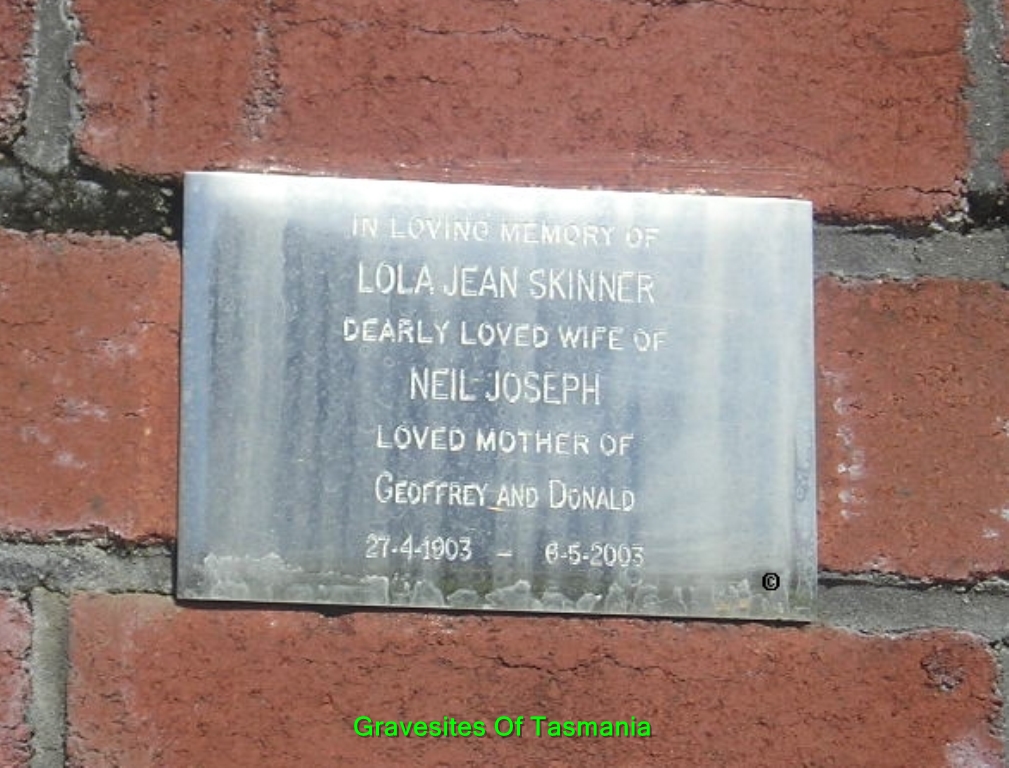 IN LOVING MEMORY OF
LOLA JEAN SKINNER
DEARLY LOVED WIFE OF
NEIL JOSEPH
LOVED MOTHER OF
GEOFFREY AND DONALD
27-4-1903 - 6-5-2003
©
Gravesites Of Tasmania